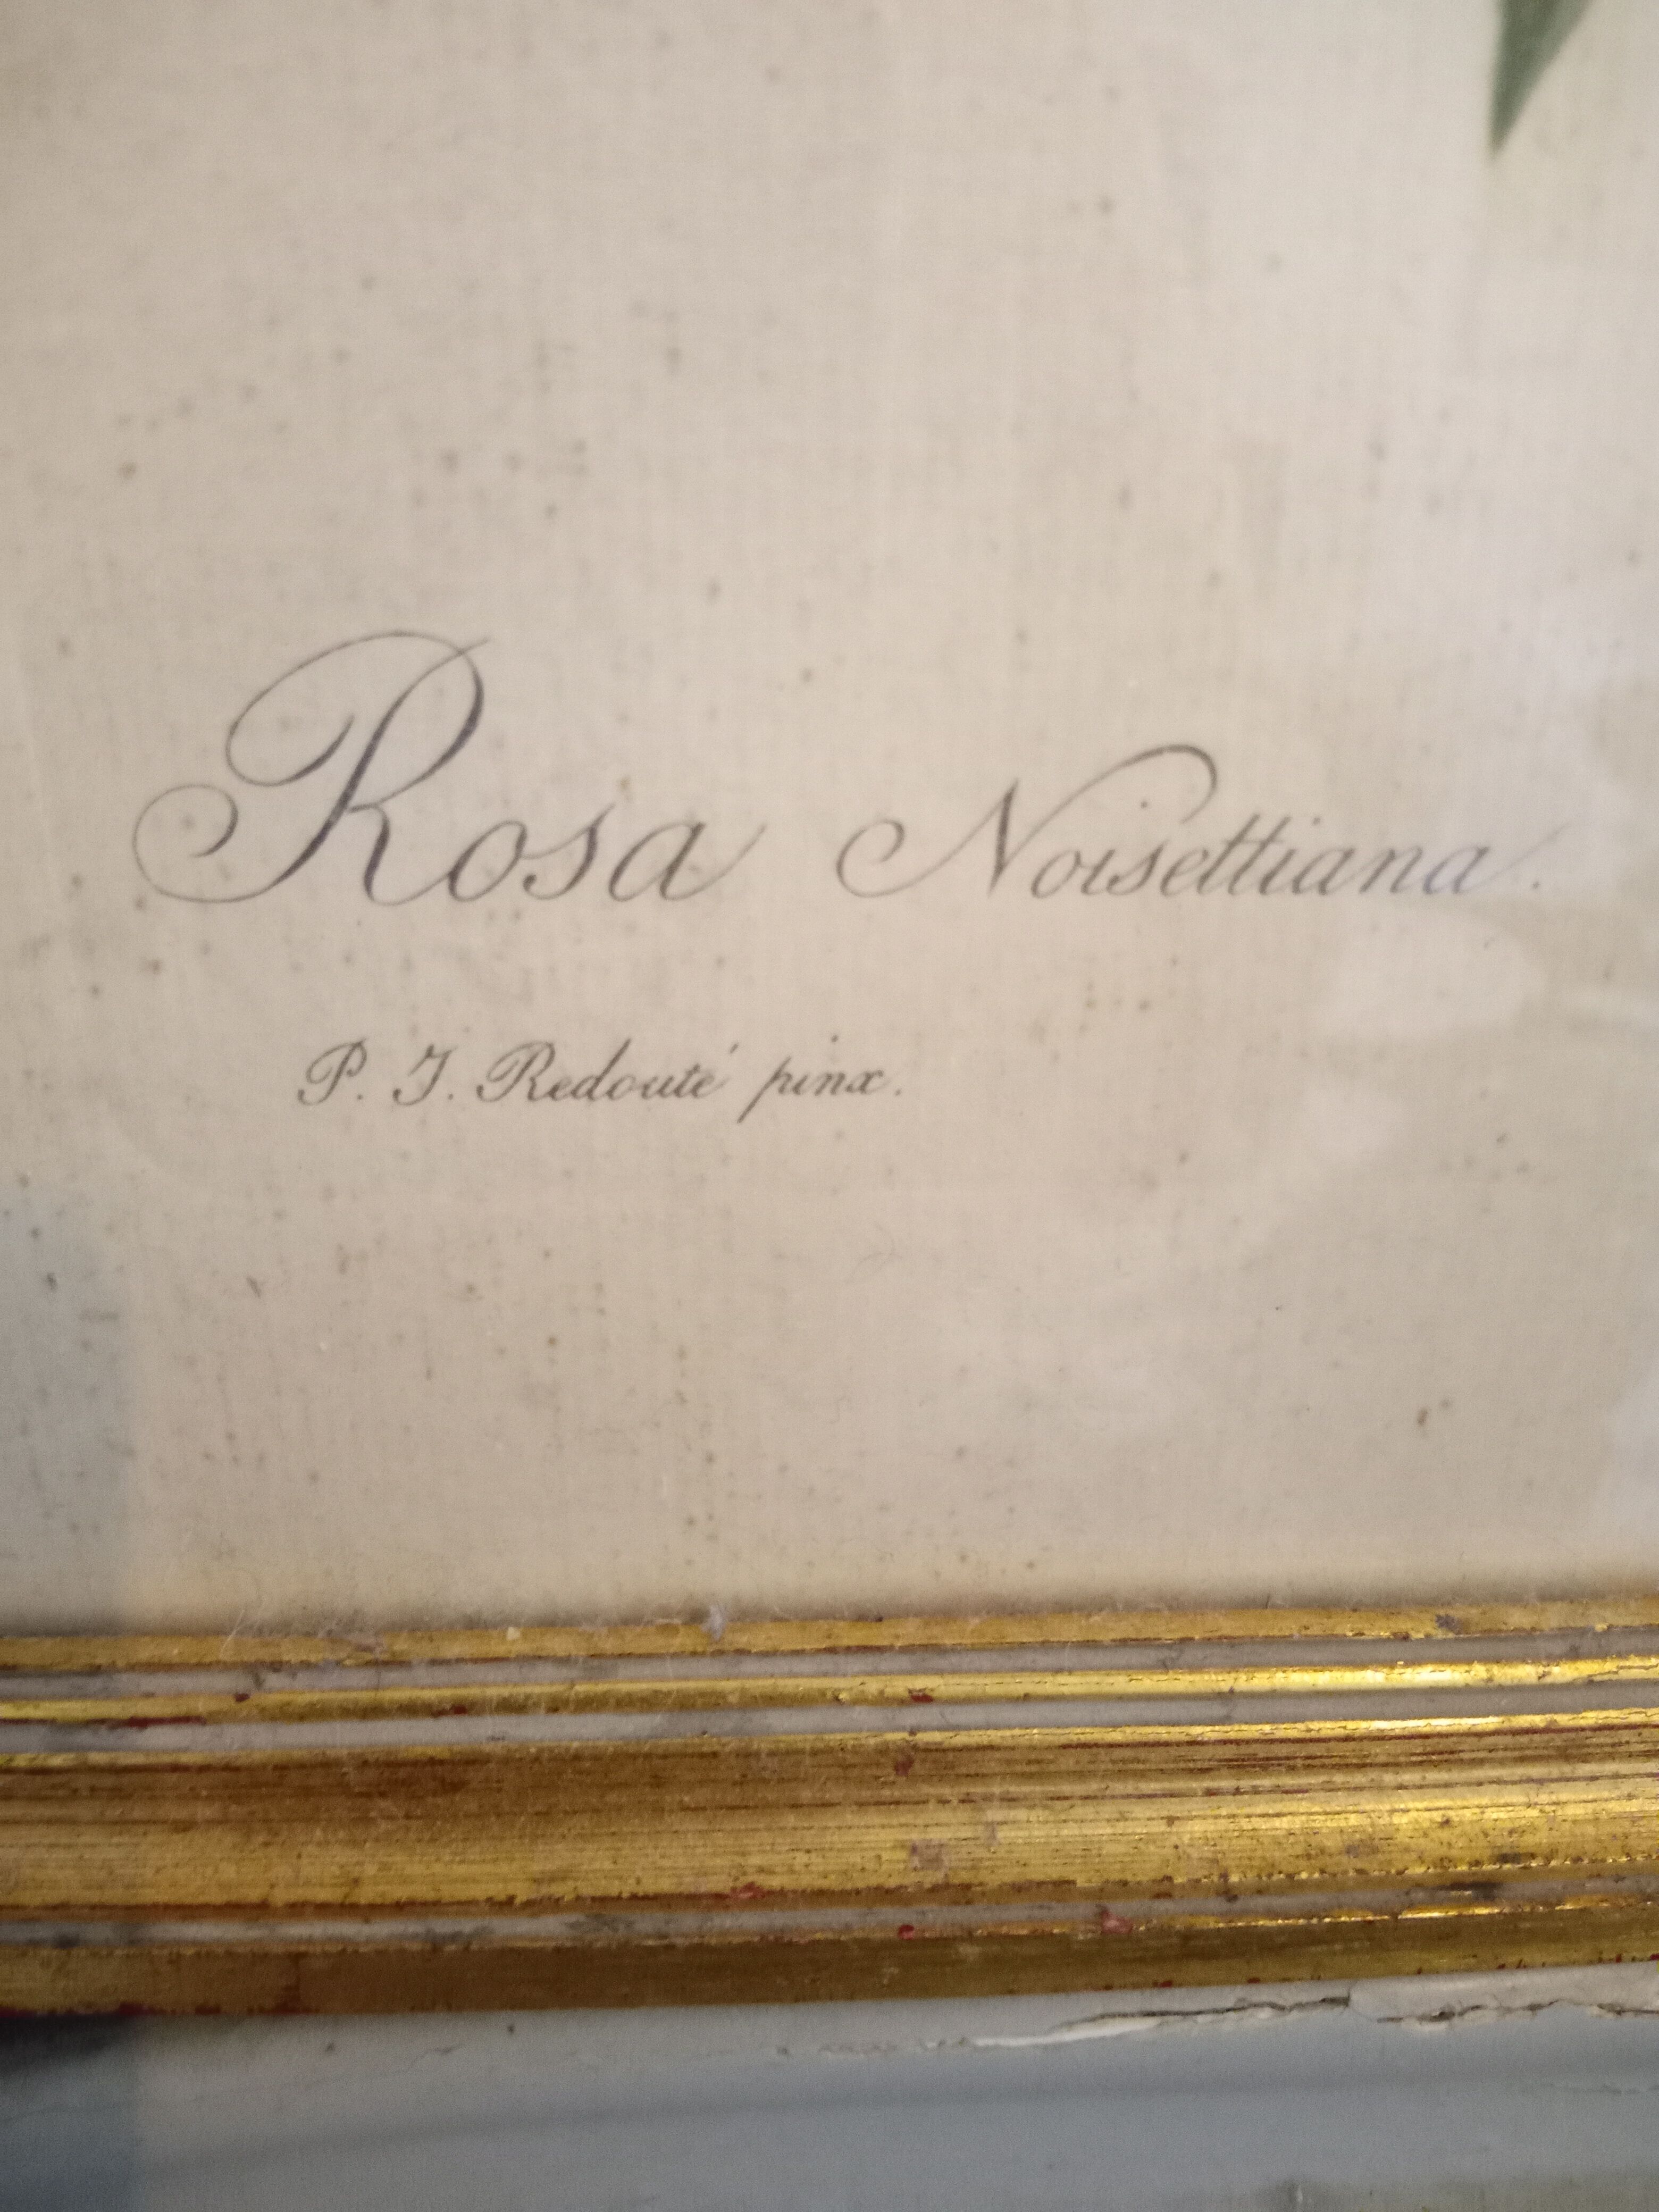 Rosa Noisettiana.
P. J. Redouté pinx.